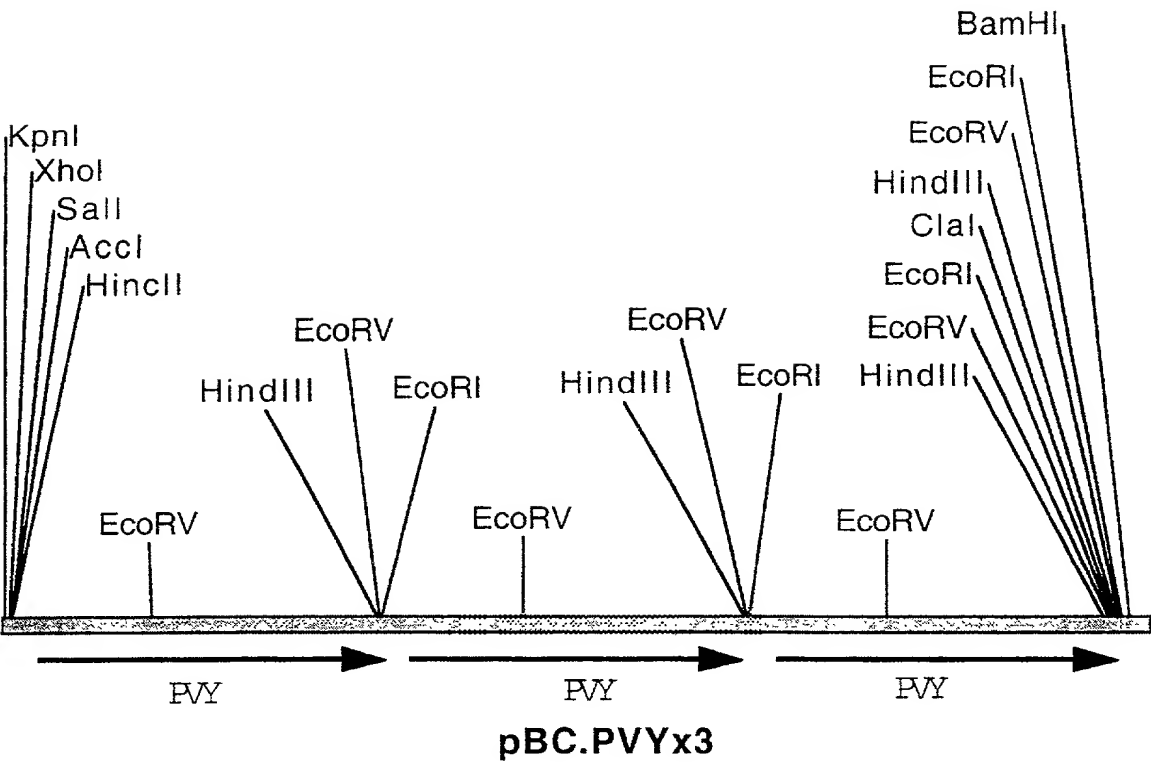 KpnI
XhoI
SalI
AccI
HincII
EcoRV
HindIII
EcoRV
EcoRI
EcoRV
HindIII
EcoRV
EcoRI
EcoRV
BamHI
EcoRI
EcoRV
HindIII
ClaI
EcoRI
EcoRV
HindIII
PVY
PVY
PVY
pBC.PVYx3